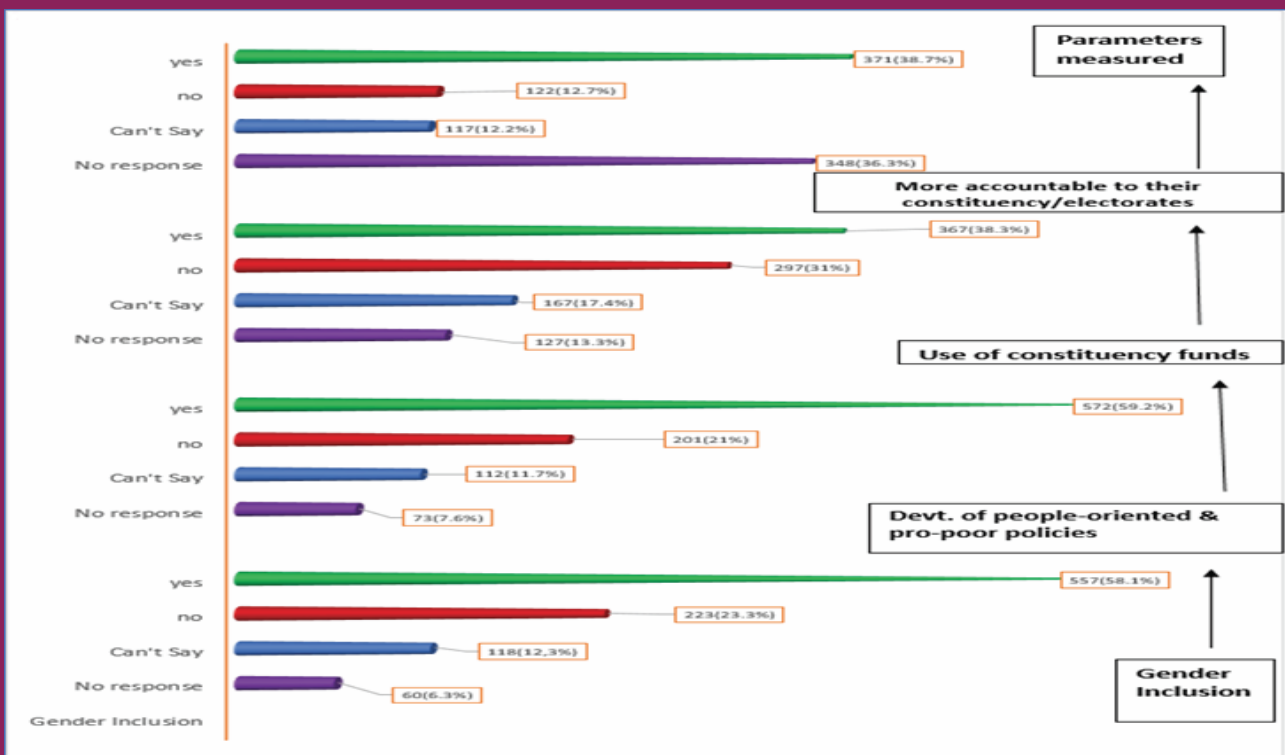 Parameters
measured
yes
371(38.7%)
no
122(12.7%)
Can't Say
117(12.2%)
No response
348(36.3%)
More accountable to their
constituency/electorates
yes
367(38.3%)
no
297(31%)
Can't Say
167(17.4%)
No response
127(13.3%)
Use of constituency funds
yes
572(59.2%)
no
201(21%)
Can't Say
112(11.7%)
No response
73(7.6%)
Devt. of people-oriented &
pro-poor policies
yes
557(58.1%)
no
223(23.3%)
Can't Say
118(12,3%)
No response
60(6.3%)
Gender
Inclusion
Gender Inclusion